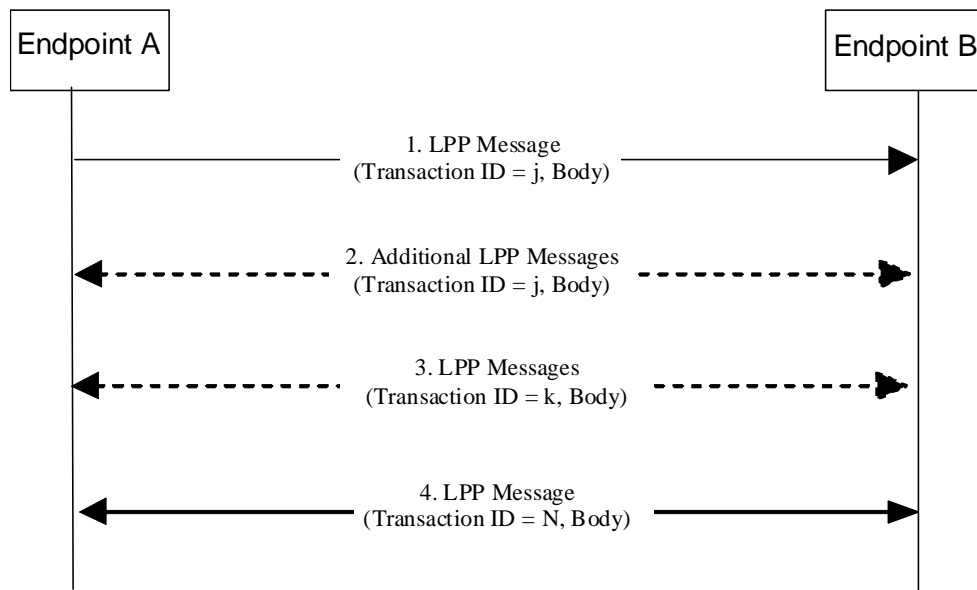 Endpoint A
Endpoint B
1. LPP Message
(Transaction ID = j, Body)
2. Additional LPP Messages
(Transaction ID = j, Body)
3. LPP Messages
(Transaction ID = k, Body)
4. LPP Message
(Transaction ID = N, Body)